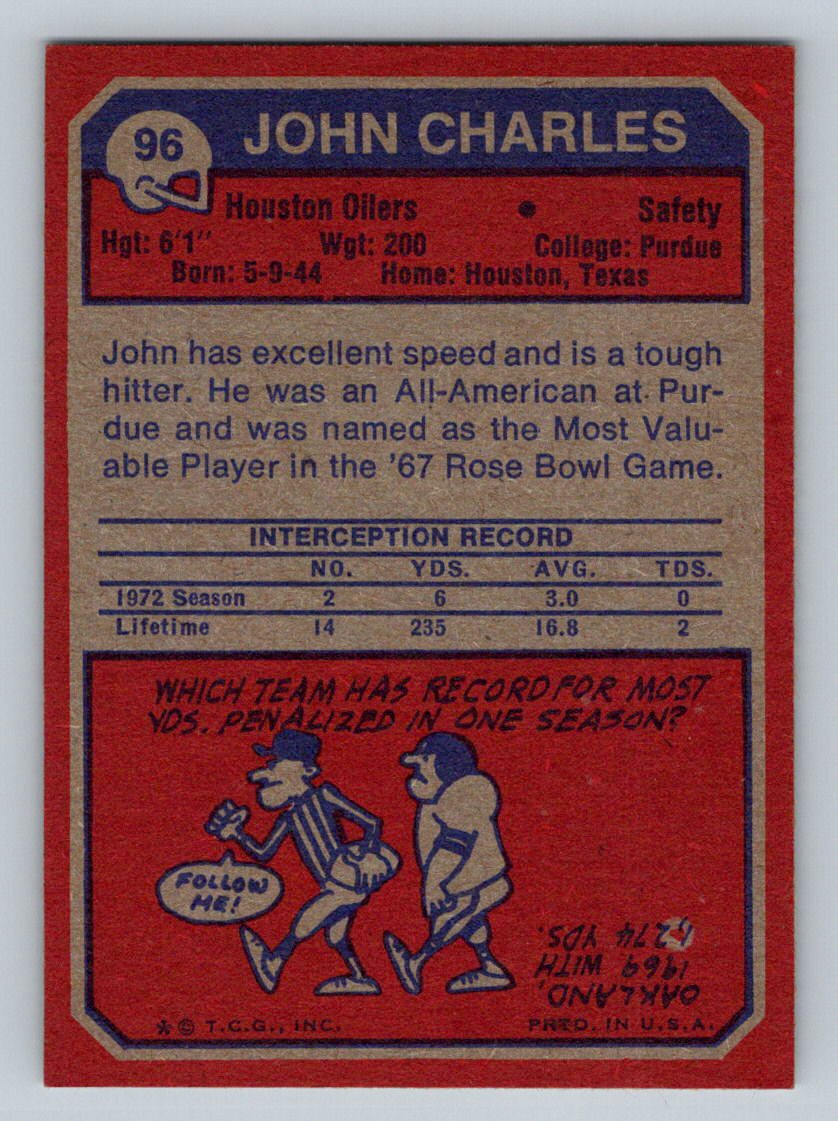 96 JOHN CHARLES
Houston Oilers • Safety
Hgt: 6'1" Wgt: 200 College: Purdue
Born: 5-9-44 Home: Houston, Texas
John has excellent speed and is a tough
hitter. He was an All-American at Pur-
due and was named as the Most Valu-
able Player in the '67 Rose Bowl Game.
INTERCEPTION RECORD
NO. YDS. AVG. TDS.
1972 Season 2 6 3.0 0
Lifetime 14 235 16.8 2
WHICH TEAM HAS RECORD FOR MOST
YDS. PENALIZED IN ONE SEASON?
FOLLOW
ME!
OAKLAND,
1969, WITH
1,274 YDS.
* © T.C.G., INC. PRTD. IN U.S.A.